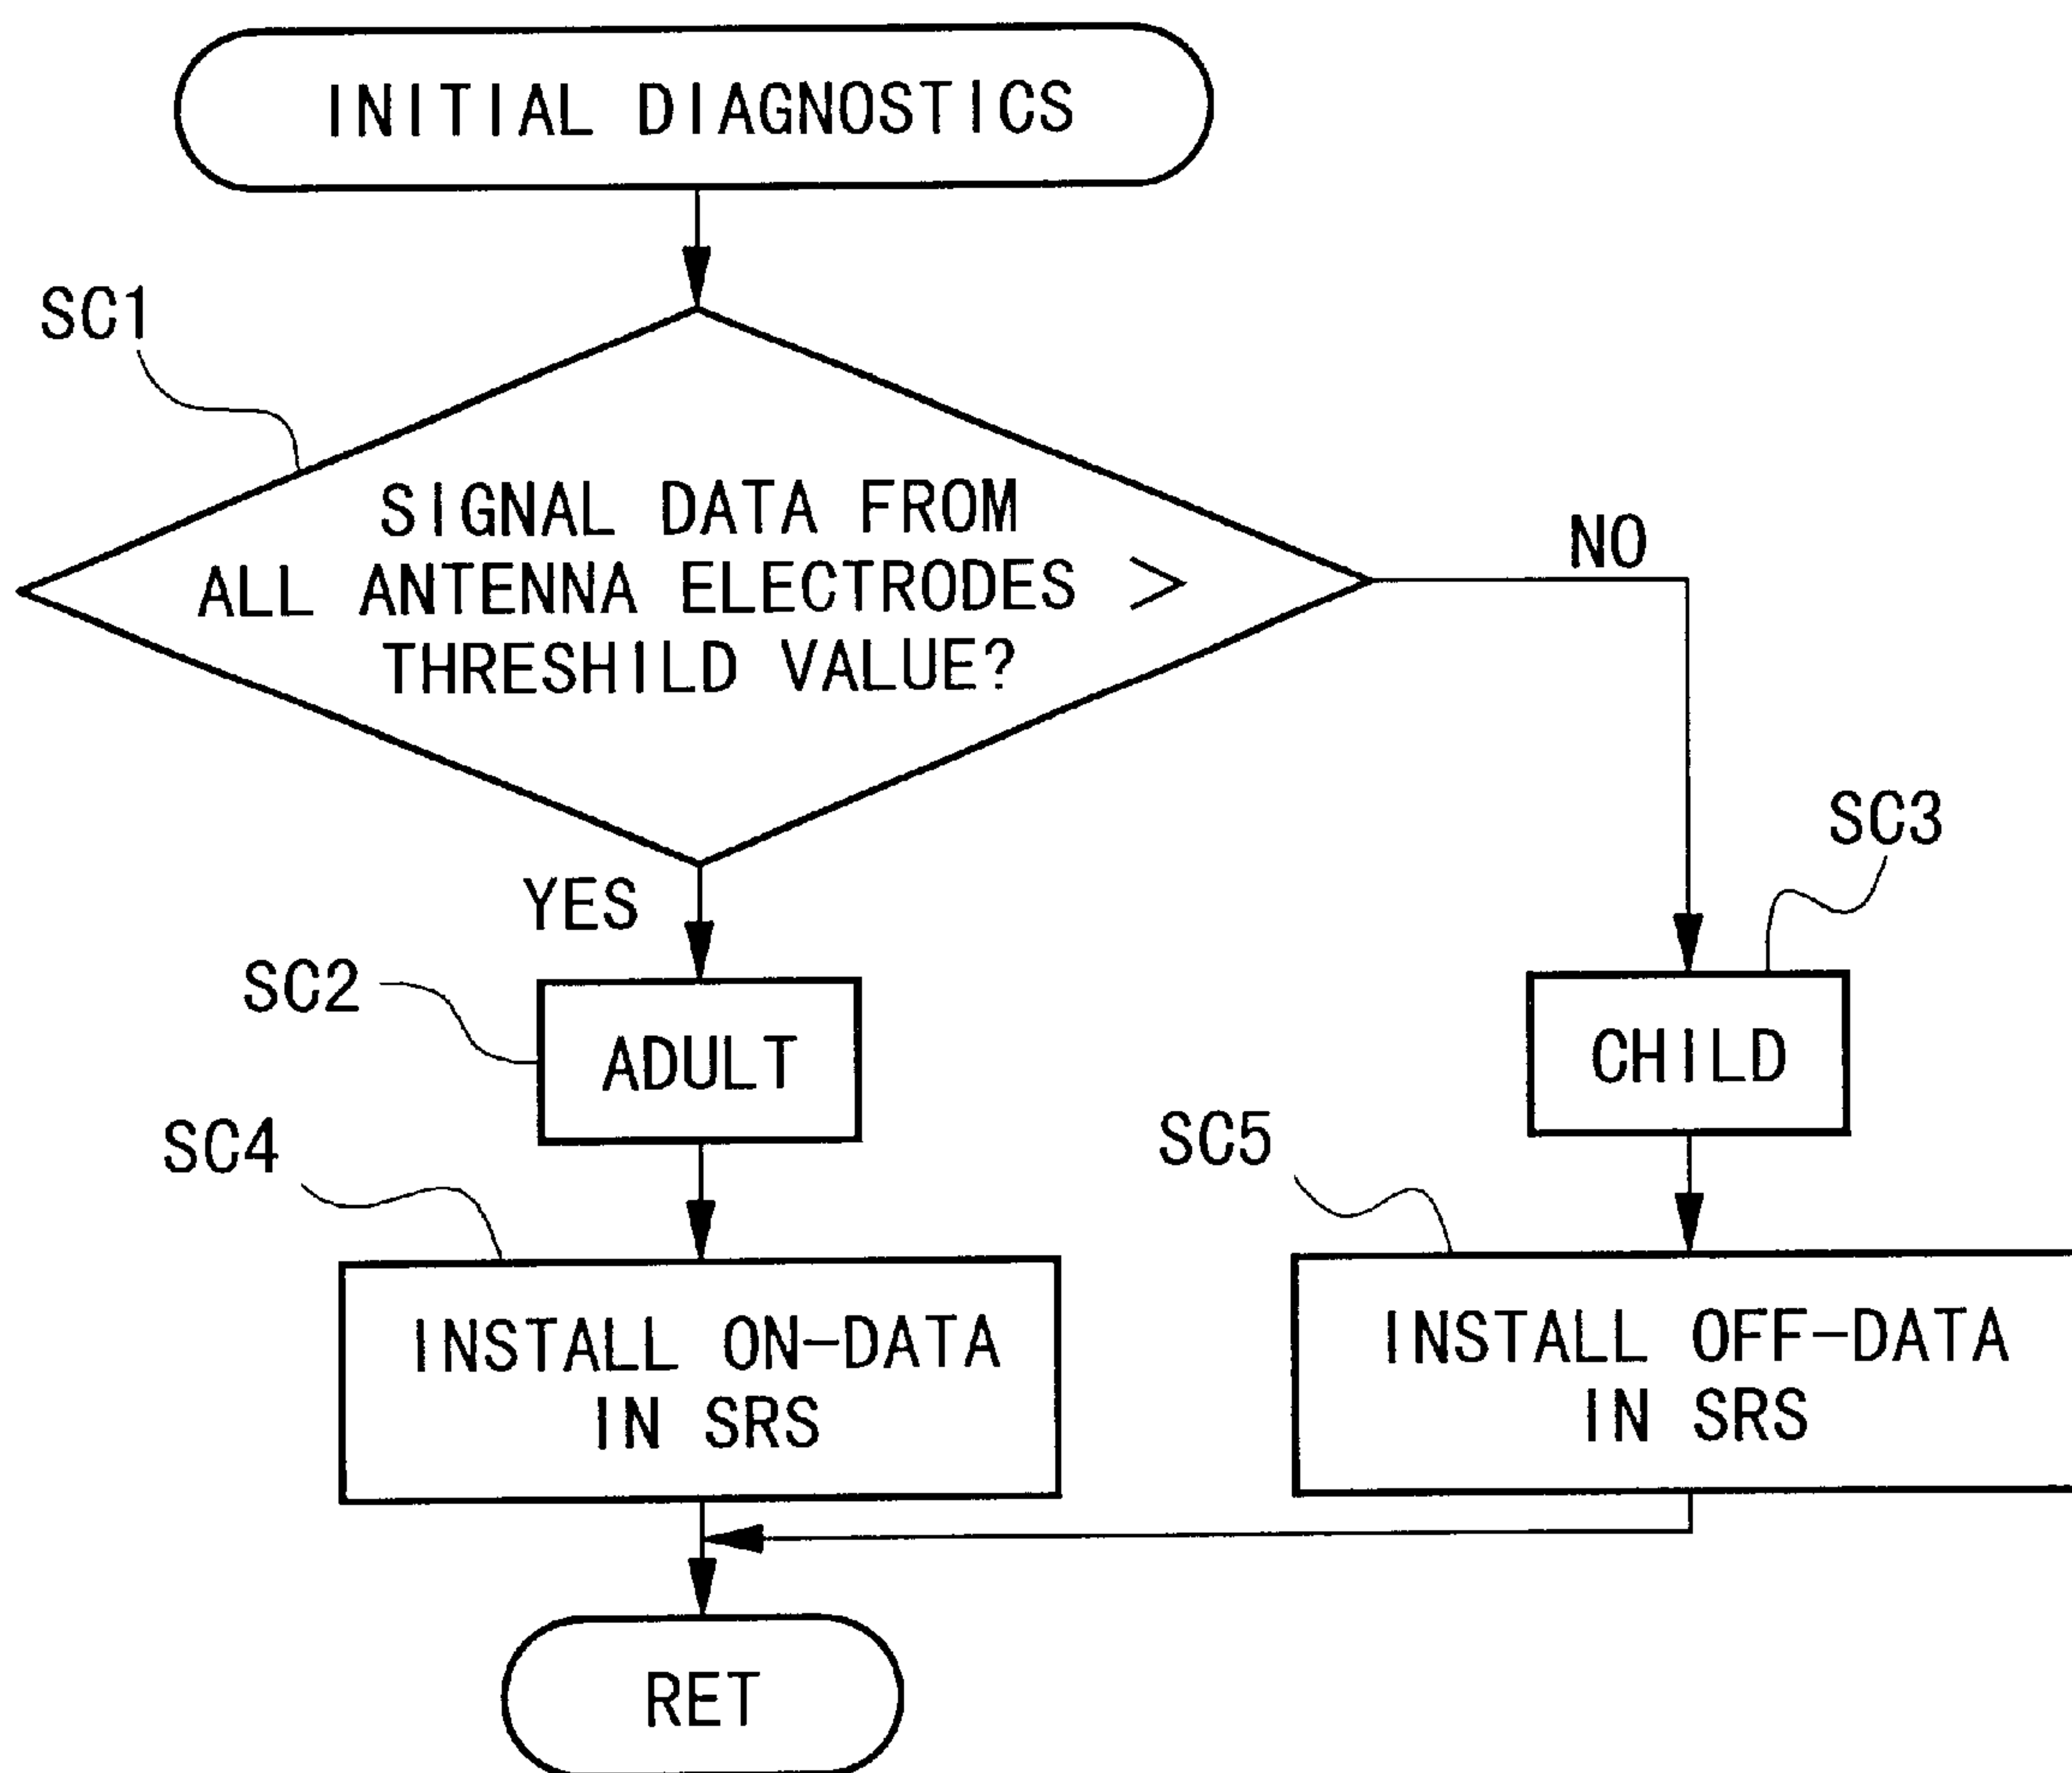 INITIAL DIAGNOSTICS
SC1
SIGNAL DATA FROM
ALL ANTENNA ELECTRODES >
THRESHILD VALUE?
NO
YES
SC3
SC2
ADULT
CHILD
SC4
SC5
INSTALL ON-DATA
IN SRS
INSTALL OFF-DATA
IN SRS
RET